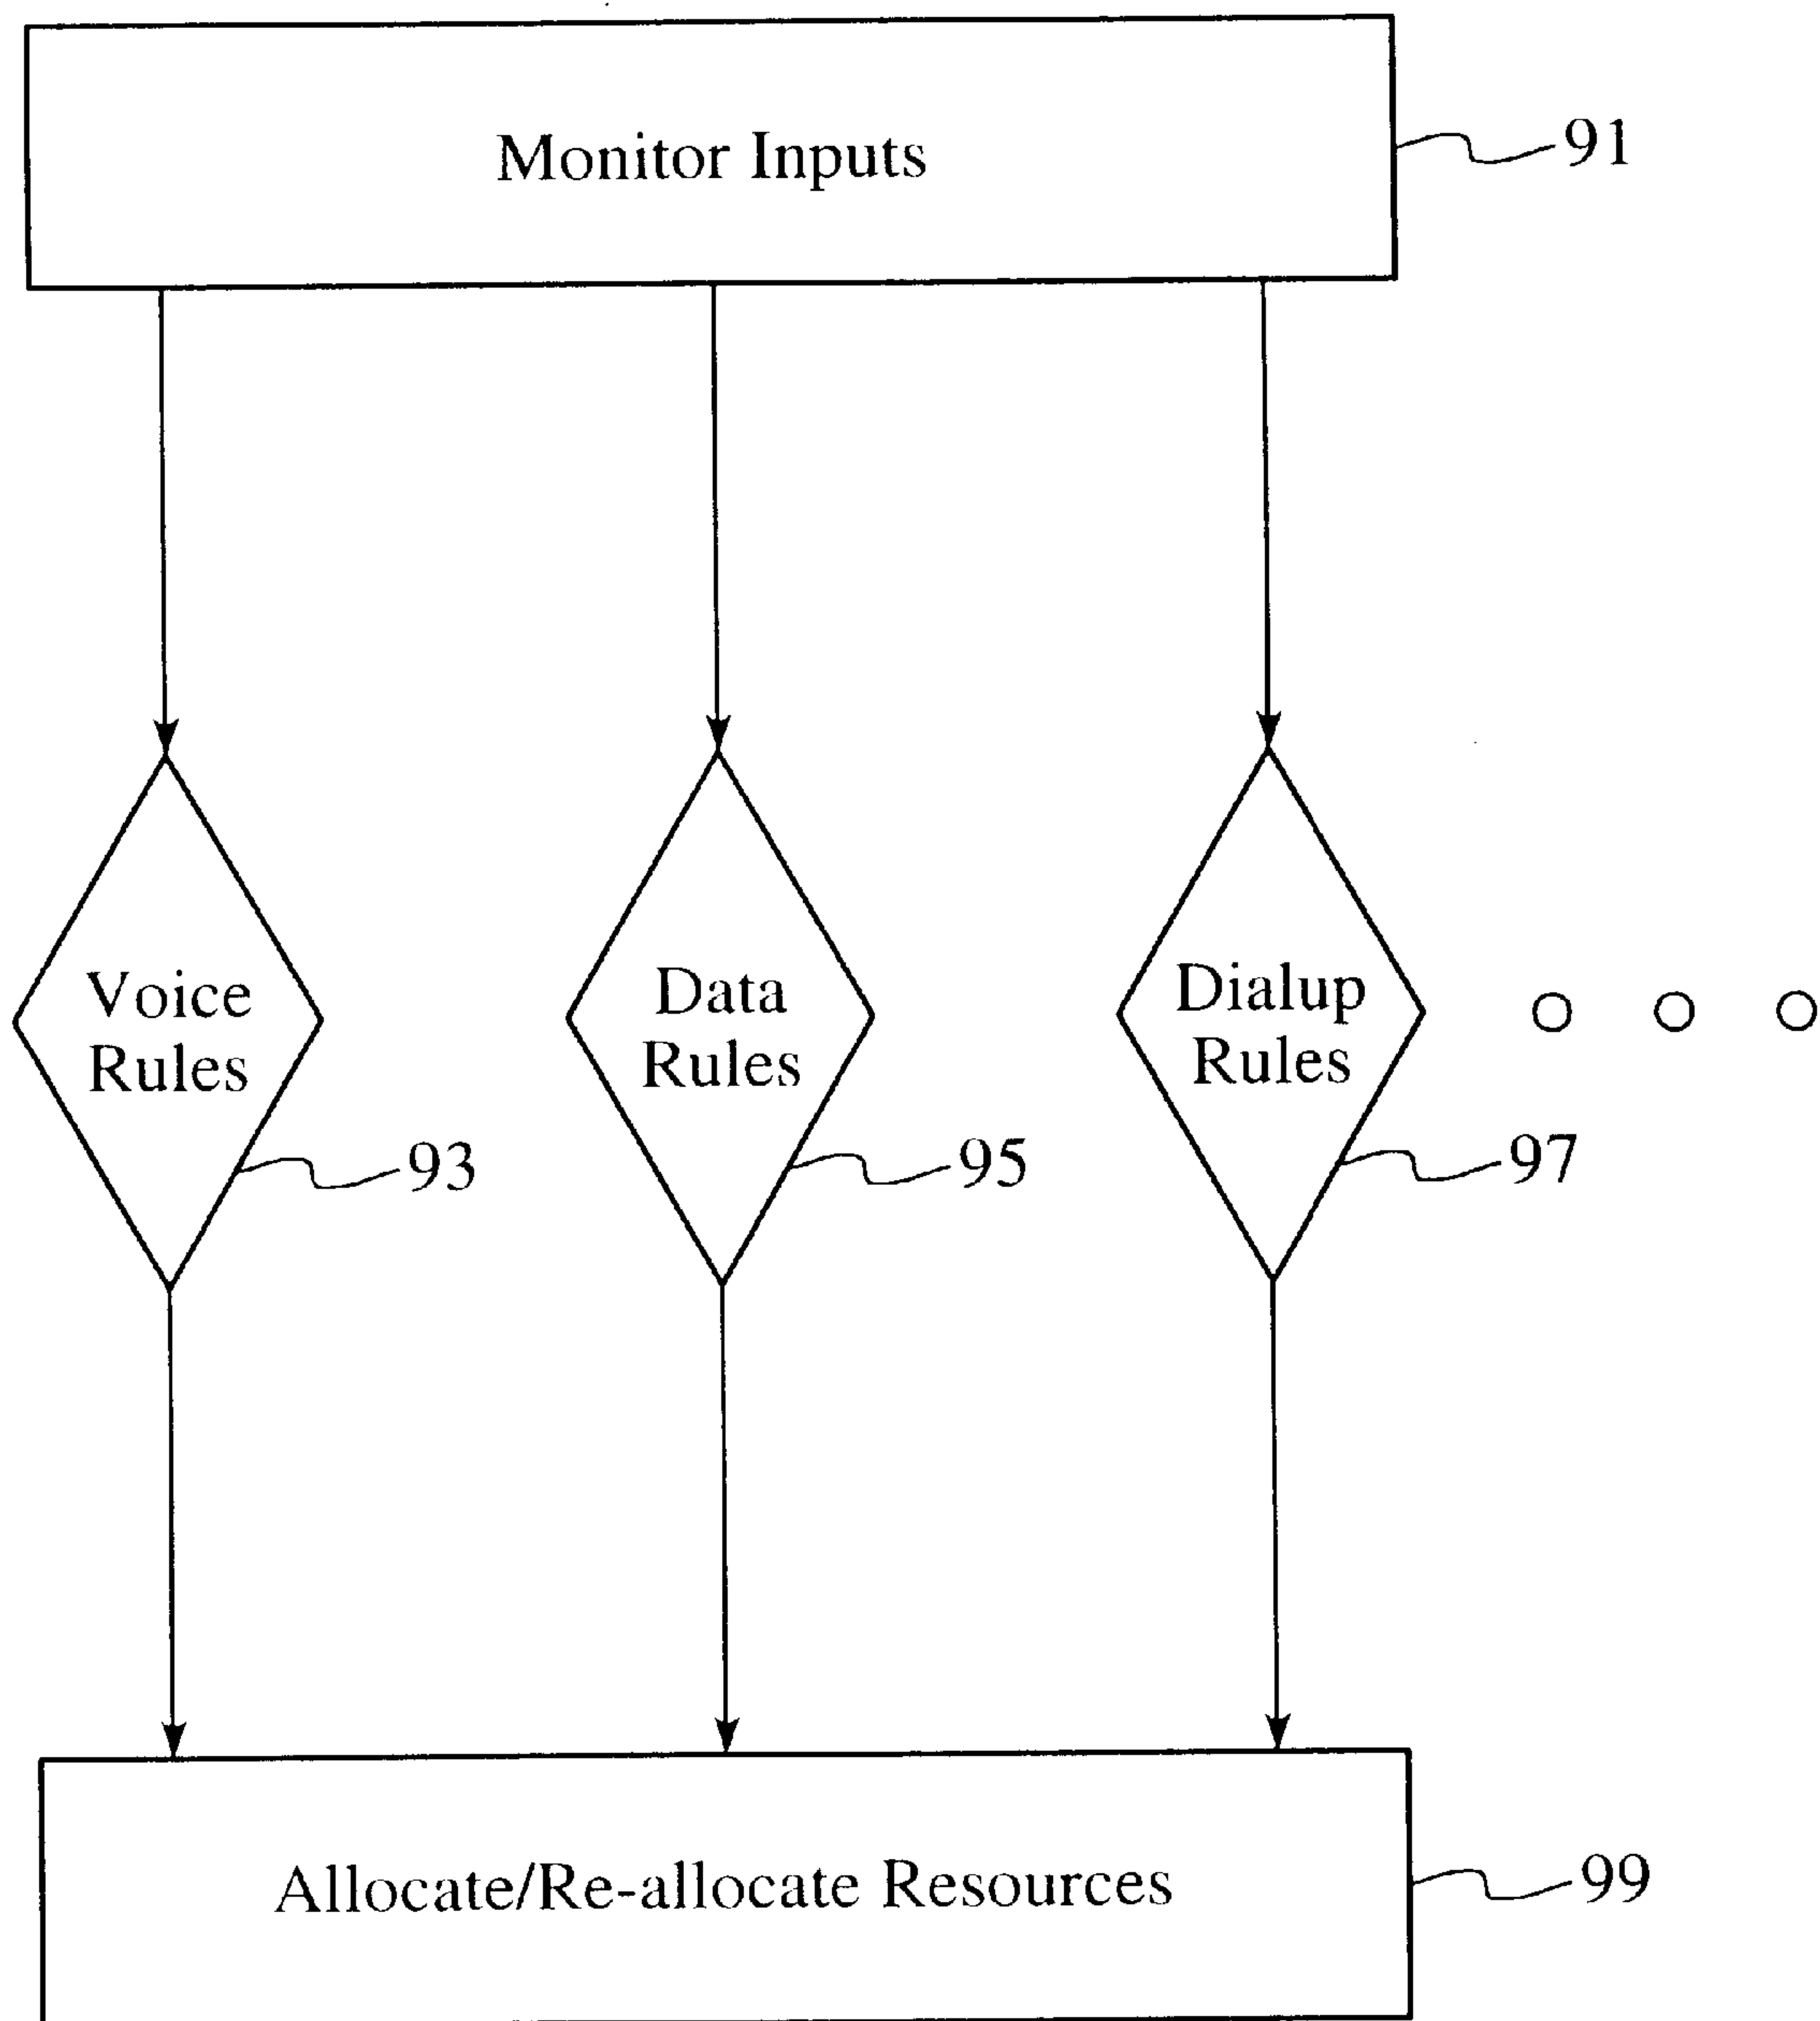 Monitor Inputs
91
Voice
Rules
93
Data
Rules
95
Dialup
Rules
97
Allocate/Re-allocate Resources
99